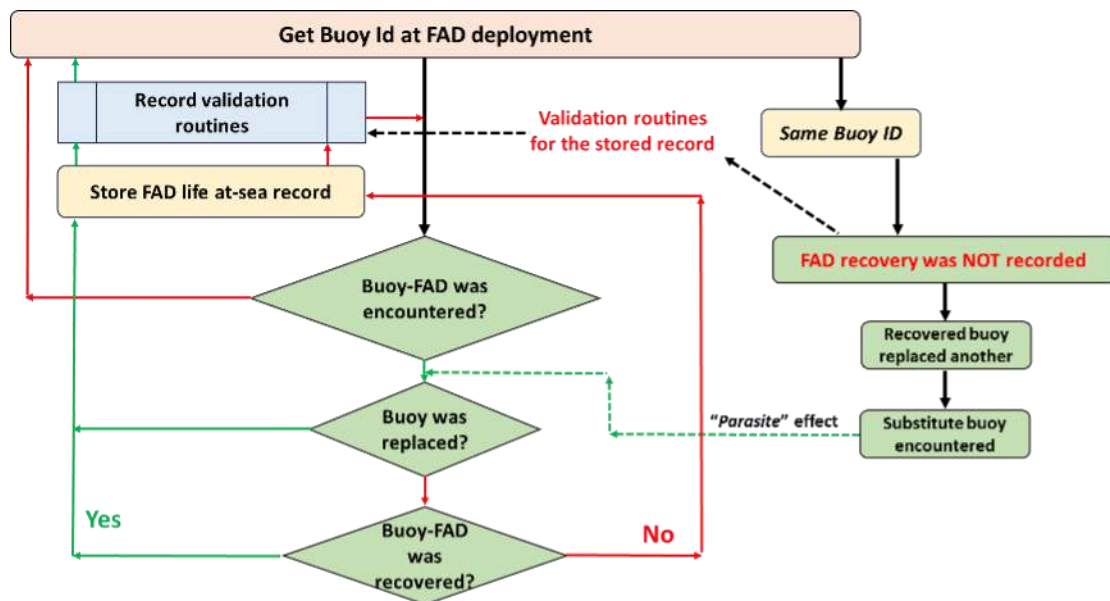 Get Buoy Id at FAD deployment
Record validation
routines
Validation routines
for the stored record
Same Buoy ID
Store FAD life at-sea record
FAD recovery was NOT recorded
Buoy-FAD was
encountered?
Recovered buoy
replaced another
Buoy was
replaced?
"Parasite" effect
Substitute buoy
encountered
Yes
Buoy-FAD
was
recovered?
No